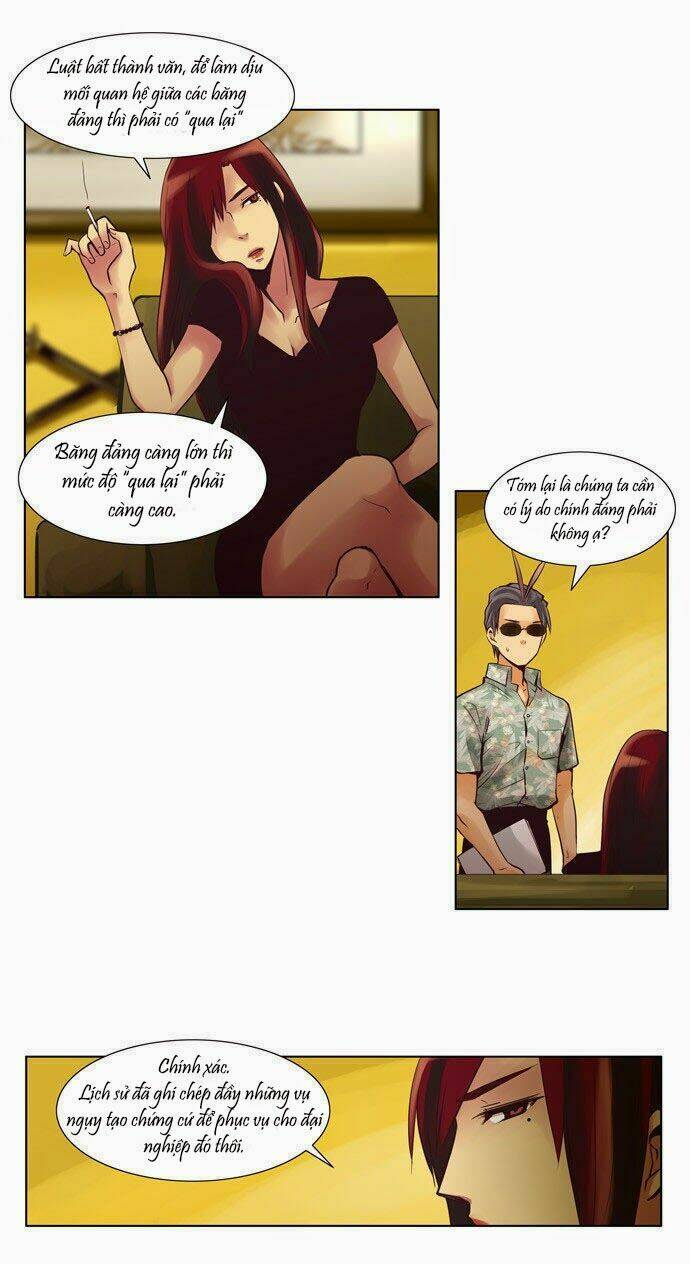 Luật bất thành văn, để làm dịu
mối quan hệ giữa các băng
đảng thì phải có "qua lại"
Băng đảng càng lớn thì
mức độ "qua lại" phải
càng cao.
Tóm lại là chúng ta cần
có lý do chính đáng phải
không ạ?
Chính xác.
Lịch sử đã ghi chép đầy những vụ
ngụy tạo chứng cứ để phục vụ cho đại
nghiệp đó thôi.